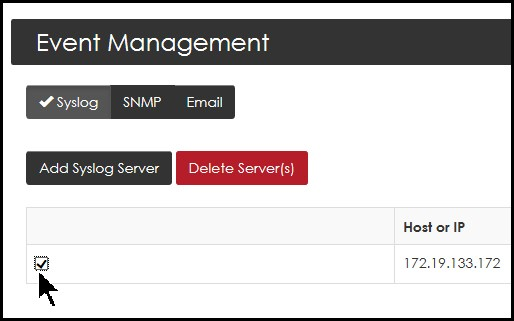 Event Management
Syslog SNMP Email
Add Syslog Server Delete Server(s)
Host or IP
172.19.133.172